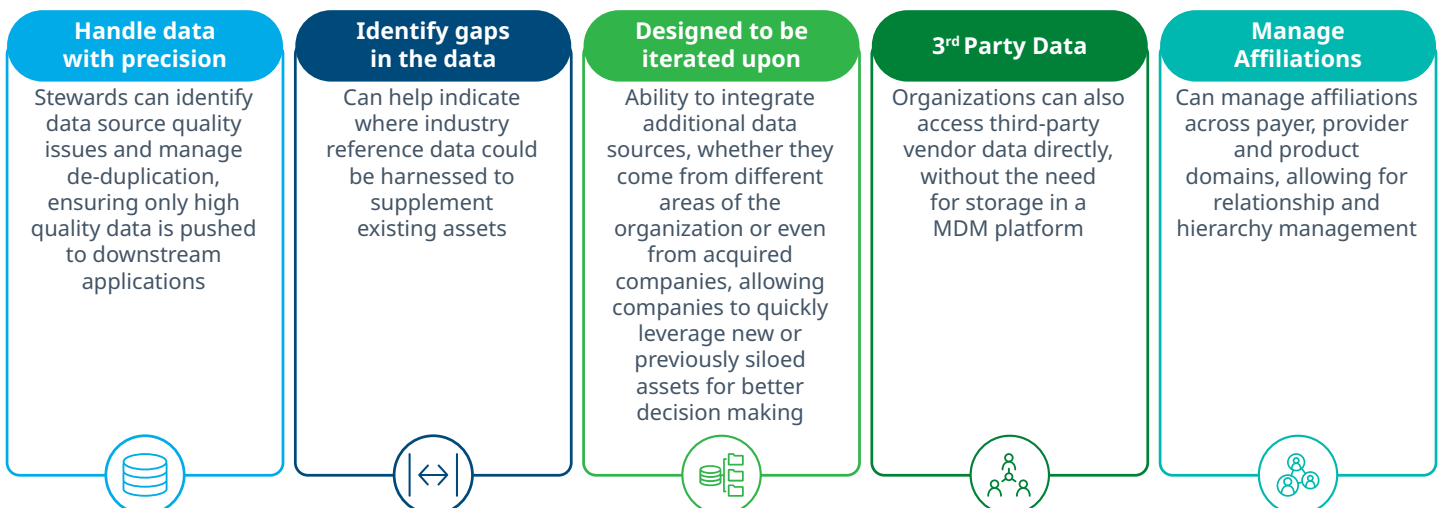 Handle data
with precision
Stewards can identify
data source quality
issues and manage
de-duplication,
ensuring only high
quality data is pushed
to downstream
applications
Identify gaps
in the data
Can help indicate
where industry
reference data could
be harnessed to
supplement
existing assets
Designed to be
iterated upon
Ability to integrate
additional data
sources, whether they
come from different
areas of the
organization or even
from acquired
companies, allowing
companies to quickly
leverage new or
previously siloed
assets for better
decision making
3rd Party Data
Organizations can also
access third-party
vendor data directly,
without the need
for storage in a
MDM platform
Manage
Affiliations
Can manage affiliations
across payer, provider
and product
domains, allowing for
relationship and
hierarchy management